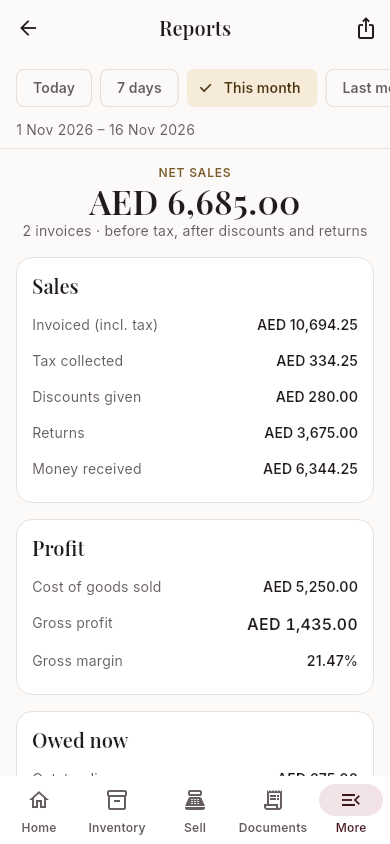 Reports
Today 7 days This month Last m
1 Nov 2026 – 16 Nov 2026
NET SALES
AED 6,685.00
2 invoices · before tax, after discounts and returns
Sales
Invoiced (incl. tax) AED 10,694.25
Tax collected AED 334.25
Discounts given AED 280.00
Returns AED 3,675.00
Money received AED 6,344.25
Profit
Cost of goods sold AED 5,250.00
Gross profit AED 1,435.00
Gross margin 21.47%
Owed now
Home Inventory Sell Documents More